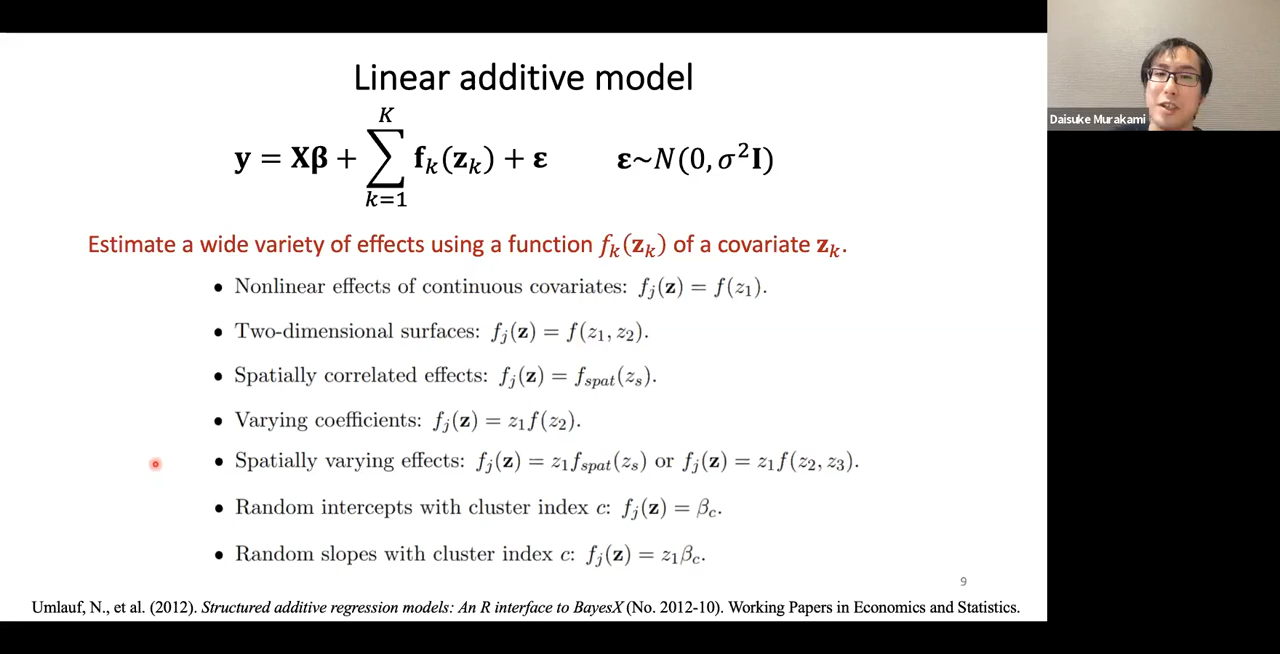 Linear additive model
y = Xβ + ∑_{k=1}^{K} f_k(z_k) + ε   ε~N(0, σ²I)
Daisuke Murakami
Estimate a wide variety of effects using a function f_k(z_k) of a covariate z_k.
• Nonlinear effects of continuous covariates: f_j(z) = f(z_1).
• Two-dimensional surfaces: f_j(z) = f(z_1, z_2).
• Spatially correlated effects: f_j(z) = f_spat(z_s).
• Varying coefficients: f_j(z) = z_1 f(z_2).
• Spatially varying effects: f_j(z) = z_1 f_spat(z_s) or f_j(z) = z_1 f(z_2, z_3).
• Random intercepts with cluster index c: f_j(z) = β_c.
• Random slopes with cluster index c: f_j(z) = z_1 β_c.
9
Umlauf, N., et al. (2012). Structured additive regression models: An R interface to BayesX (No. 2012-10). Working Papers in Economics and Statistics.